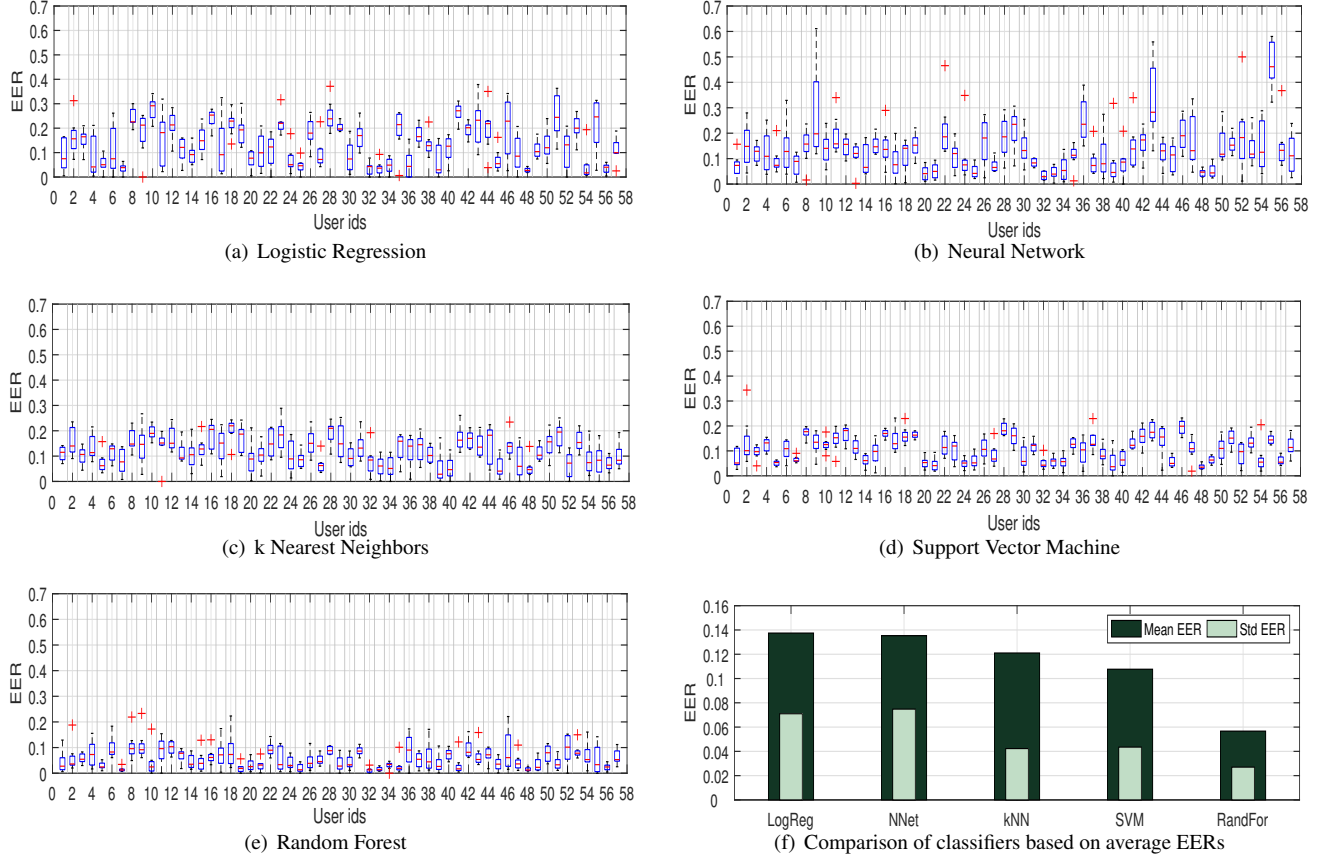 0.7
0.6
0.5
0.4
0.3
0.2
0.1
0
EER
0 2 4 6 8 10 12 14 16 18 20 22 24 26 28 30 32 34 36 38 40 42 44 46 48 50 52 54 56 58
User ids
(a) Logistic Regression
0.7
0.6
0.5
0.4
0.3
0.2
0.1
0
EER
0 2 4 6 8 10 12 14 16 18 20 22 24 26 28 30 32 34 36 38 40 42 44 46 48 50 52 54 56 58
User ids
(b) Neural Network
0.7
0.6
0.5
0.4
0.3
0.2
0.1
0
EER
0 2 4 6 8 10 12 14 16 18 20 22 24 26 28 30 32 34 36 38 40 42 44 46 48 50 52 54 56 58
User ids
(c) k Nearest Neighbors
0.7
0.6
0.5
0.4
0.3
0.2
0.1
0
EER
0 2 4 6 8 10 12 14 16 18 20 22 24 26 28 30 32 34 36 38 40 42 44 46 48 50 52 54 56 58
User ids
(d) Support Vector Machine
0.7
0.6
0.5
0.4
0.3
0.2
0.1
0
EER
0 2 4 6 8 10 12 14 16 18 20 22 24 26 28 30 32 34 36 38 40 42 44 46 48 50 52 54 56 58
User ids
(e) Random Forest
0.16
0.14
0.12
0.1
0.08
0.06
0.04
0.02
0
EER
Mean EER Std EER
LogReg NNet kNN SVM RandFor
(f) Comparison of classifiers based on average EERs